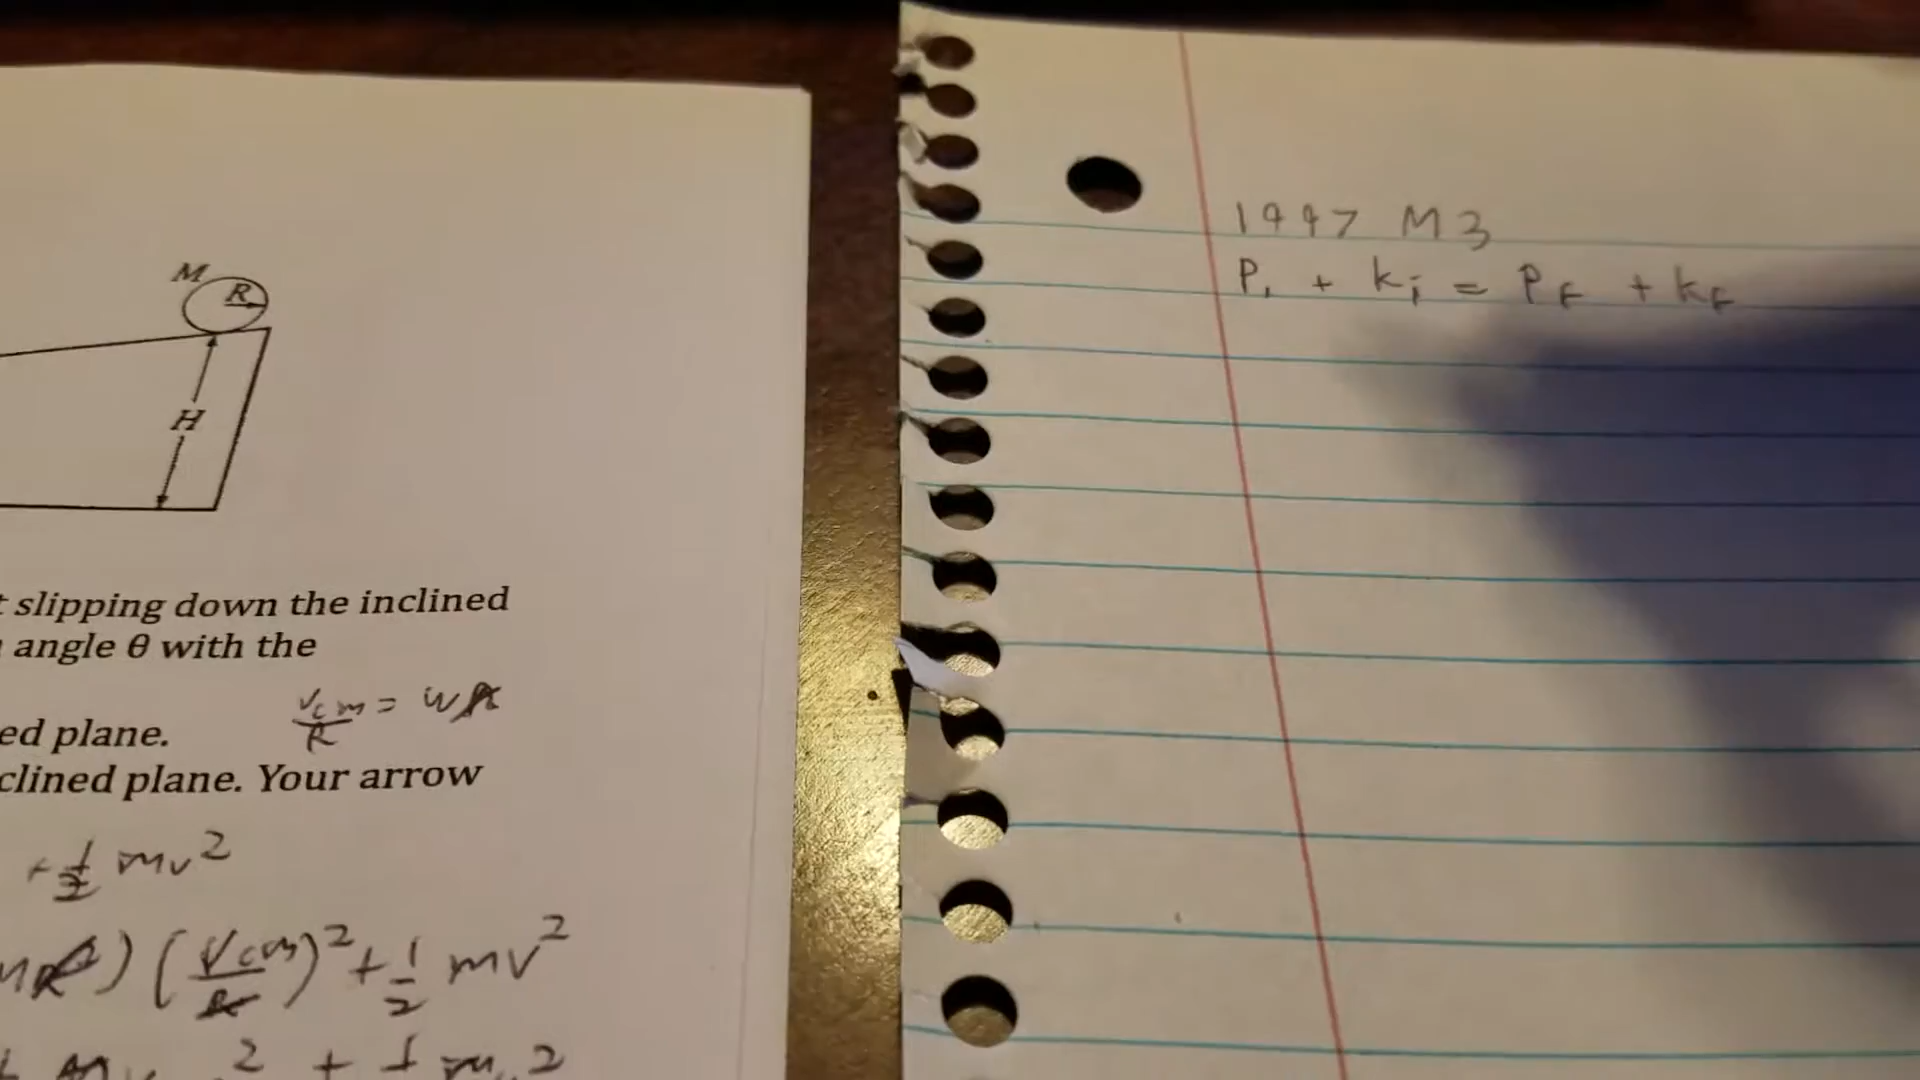 M
R
H
slipping down the inclined
angle θ with the
Vcm/R = wR
ed plane.
clined plane. Your arrow
+ 1/2 mv²
) (Vcm/R)² + 1/2 mv²
1997 M3
Pi + Ki = PF + KF